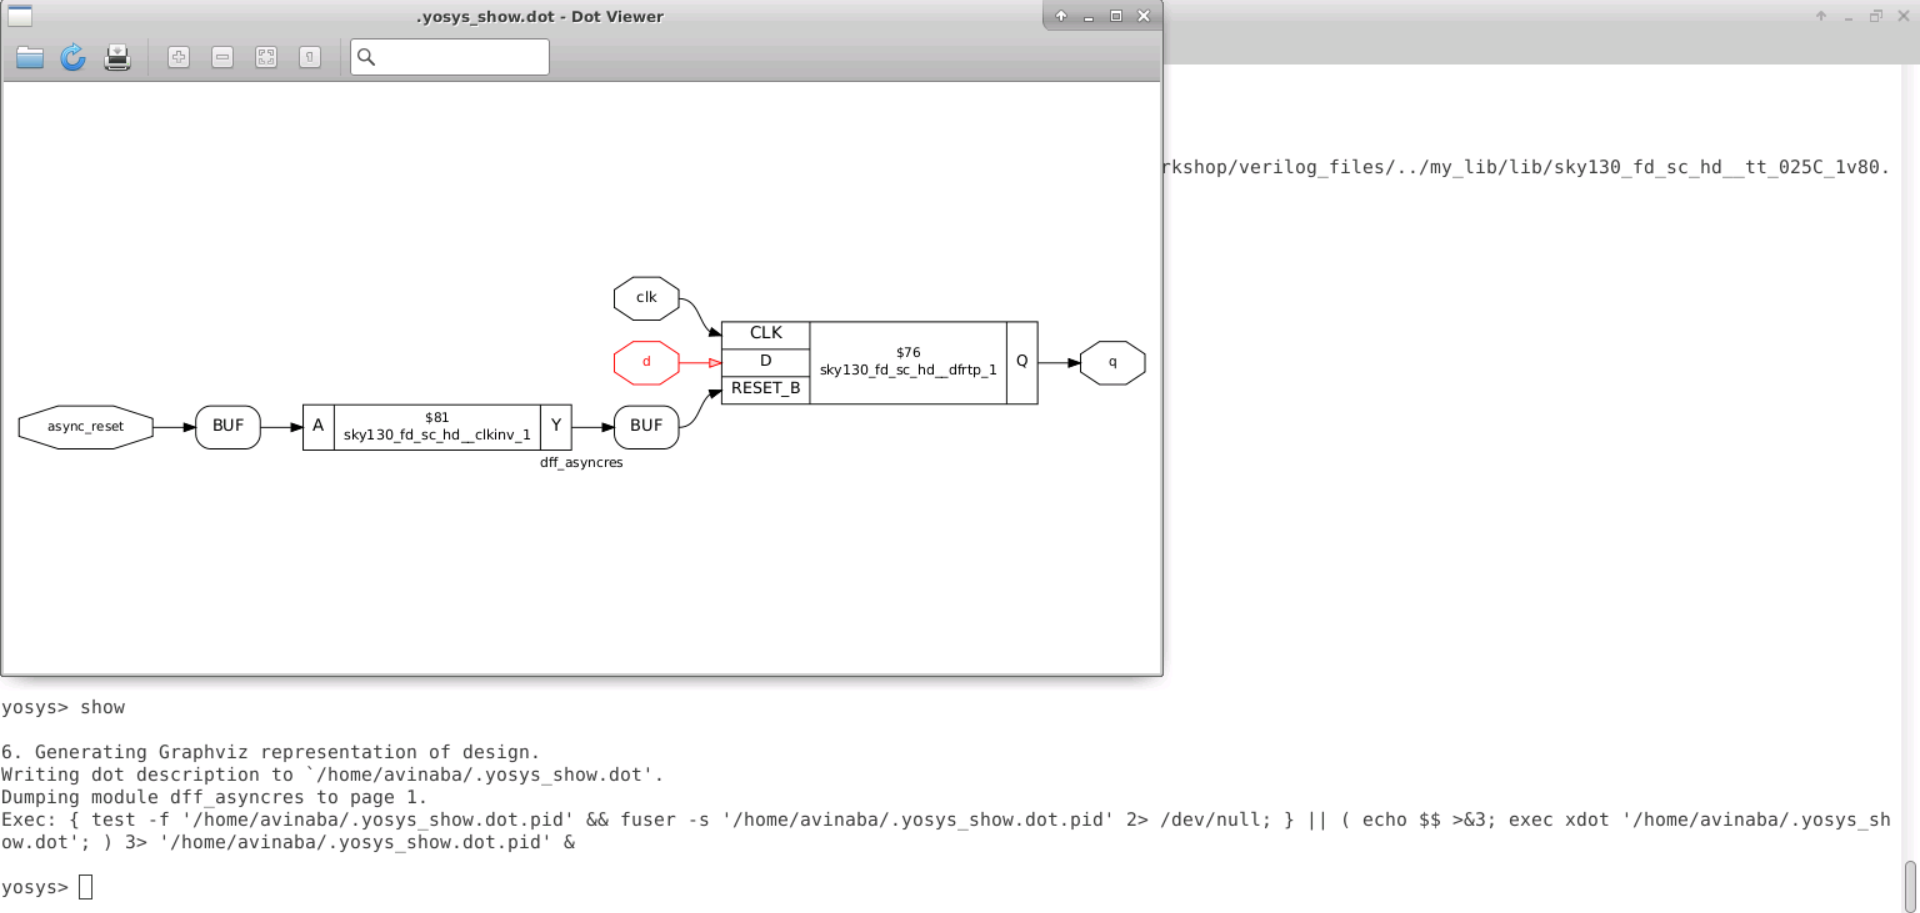 .yosys_show.dot - Dot Viewer
rkshop/verilog_files/../my_lib/lib/sky130_fd_sc_hd__tt_025C_1v80.
clk
CLK
d
D
$76
sky130_fd_sc_hd__dfrtp_1
Q
q
RESET_B
async_reset
BUF
A
$81
sky130_fd_sc_hd__clkinv_1
Y
BUF
dff_asyncres
yosys> show
6. Generating Graphviz representation of design.
Writing dot description to `/home/avinaba/.yosys_show.dot'.
Dumping module dff_asyncres to page 1.
Exec: { test -f '/home/avinaba/.yosys_show.dot.pid' && fuser -s '/home/avinaba/.yosys_show.dot.pid' 2> /dev/null; } || ( echo $$ >&3; exec xdot '/home/avinaba/.yosys_sh
ow.dot'; ) 3> '/home/avinaba/.yosys_show.dot.pid' &
yosys>